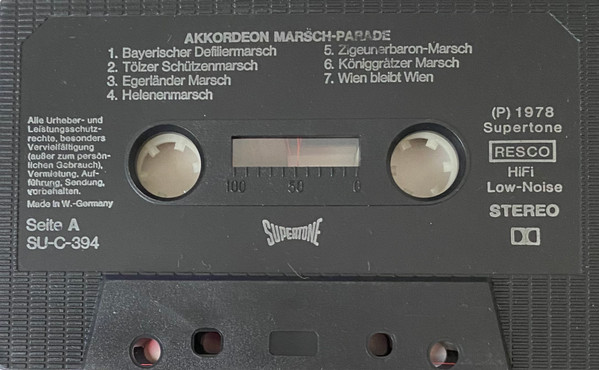 AKKORDEON MARSCH-PARADE
1. Bayerischer Defiliermarsch
2. Tölzer Schützenmarsch
3. Egerländer Marsch
4. Helenenmarsch
5. Zigeunerbaron-Marsch
6. Königgrätzer Marsch
7. Wien bleibt Wien
Alle Urheber- und
Leistungsschutz-
rechte, besonders
Vervielfältigung
(außer zum persön-
lichen Gebrauch),
Vermietung, Auf-
führung, Sendung,
vorbehalten.
Made in W.-Germany
Seite A
SU-C-394
100 50 0
SUPERTONE
(P) 1978
Supertone
RESCO
HiFi
Low-Noise
STEREO